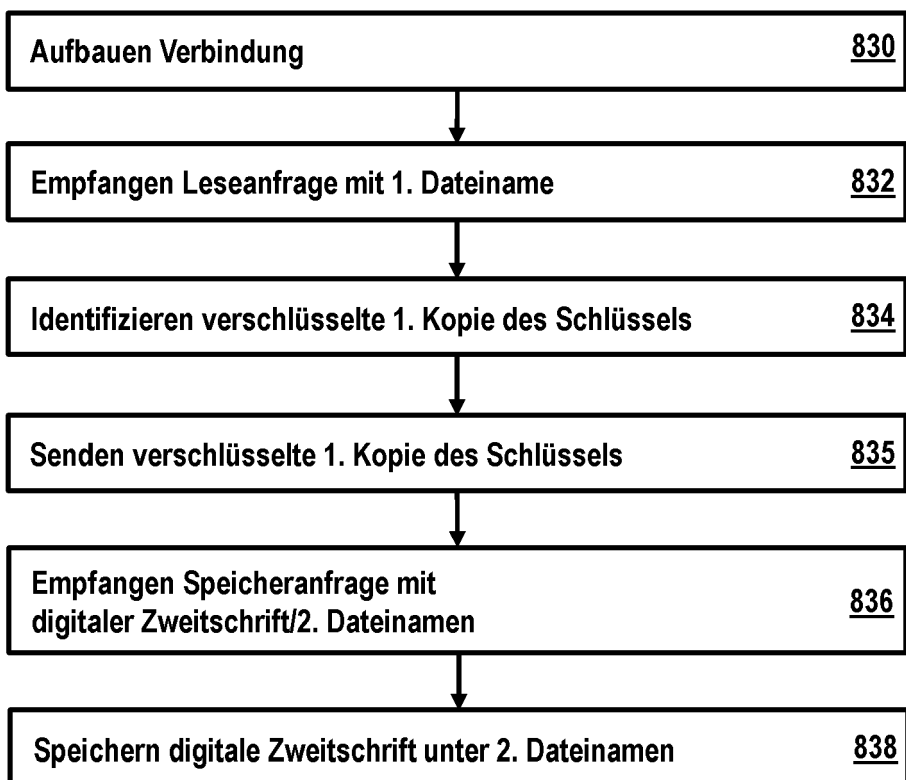 Aufbauen Verbindung 830
Empfangen Leseanfrage mit 1. Dateiname 832
Identifizieren verschlüsselte 1. Kopie des Schlüssels 834
Senden verschlüsselte 1. Kopie des Schlüssels 835
Empfangen Speicheranfrage mit
digitaler Zweitschrift/2. Dateinamen 836
Speichern digitale Zweitschrift unter 2. Dateinamen 838